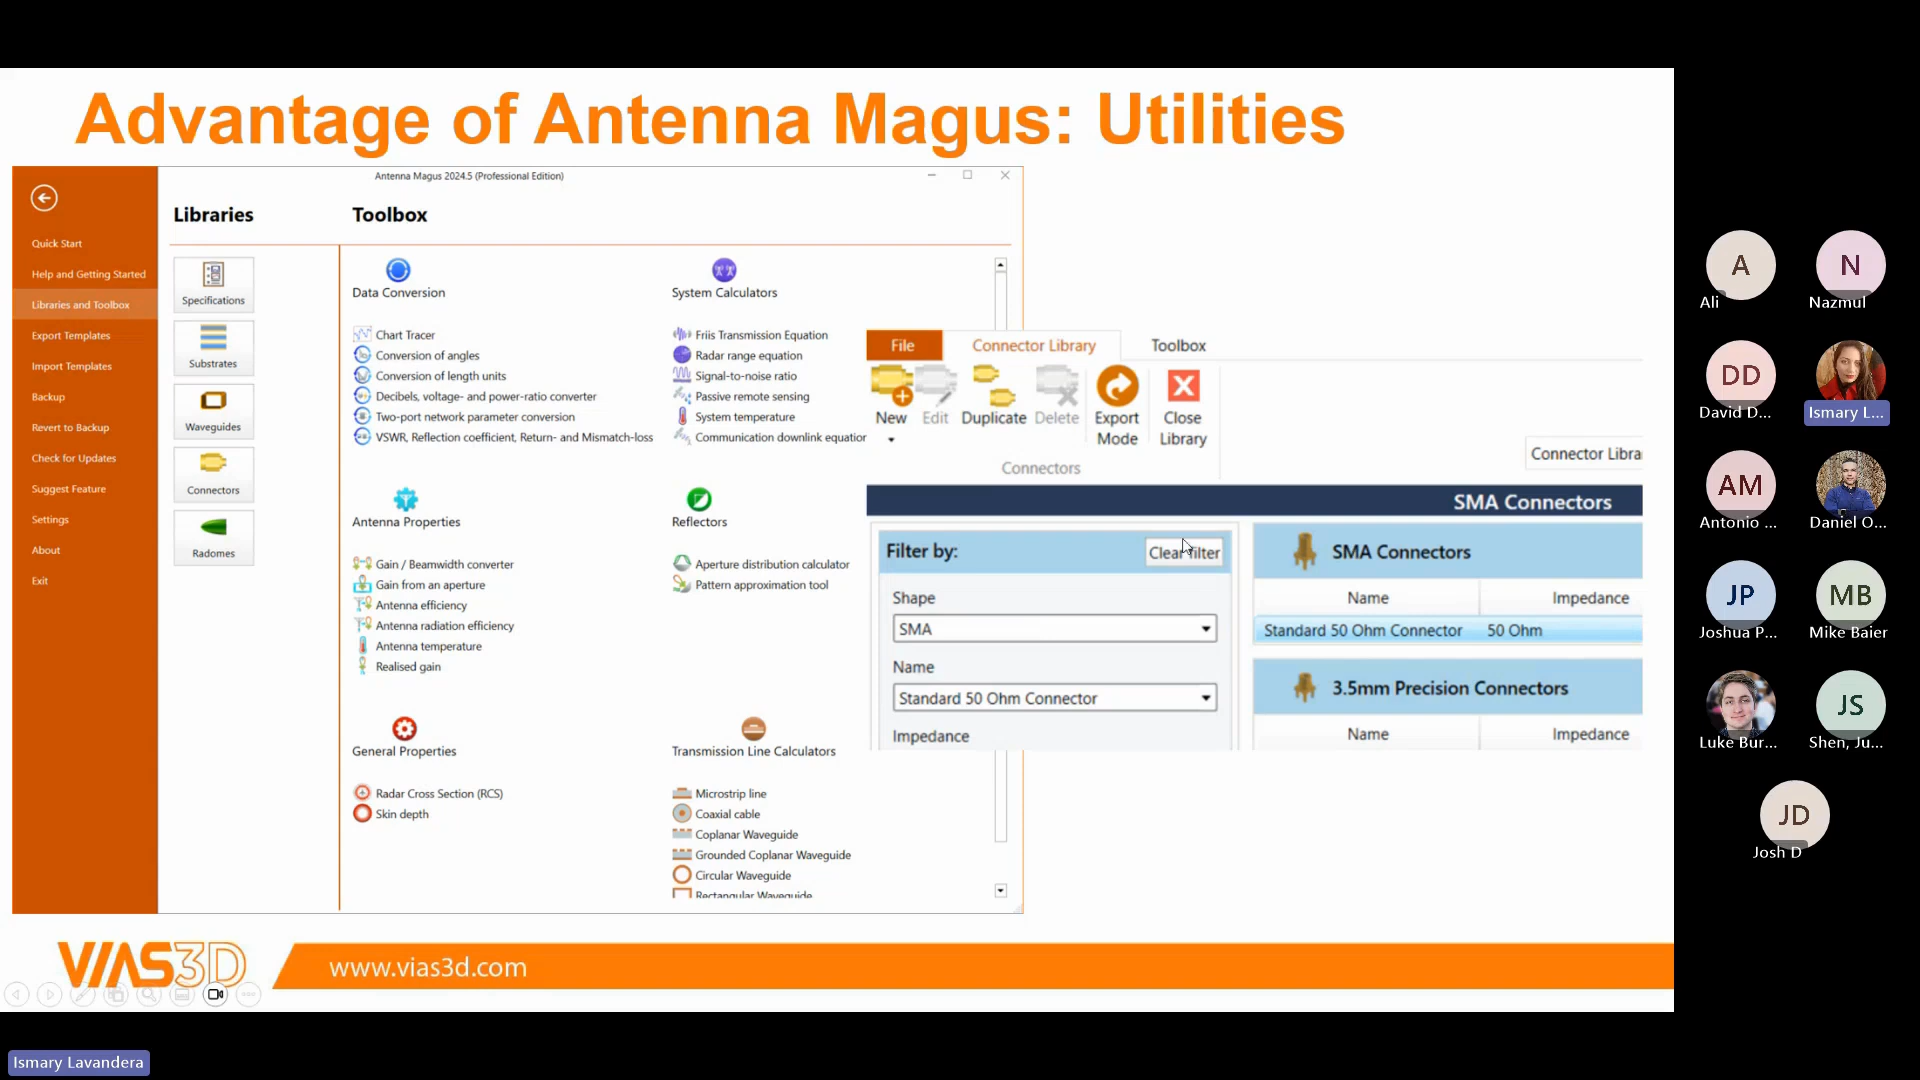 Advantage of Antenna Magus: Utilities
Antenna Magus 2024.5 (Professional Edition)
Quick Start
Help and Getting Started
Libraries and Toolbox
Export Templates
Import Templates
Backup
Revert to Backup
Check for Updates
Suggest Feature
Settings
About
Exit
Libraries
Specifications
Substrates
Waveguides
Connectors
Radomes
Toolbox
Data Conversion
Chart Tracer
Conversion of angles
Conversion of length units
Decibels, voltage- and power-ratio converter
Two-port network parameter conversion
VSWR, Reflection coefficient, Return- and Mismatch-loss
System Calculators
Friis Transmission Equation
Radar range equation
Signal-to-noise ratio
Passive remote sensing
System temperature
Communication downlink equation
Antenna Properties
Gain / Beamwidth converter
Gain from an aperture
Antenna efficiency
Antenna radiation efficiency
Antenna temperature
Realised gain
Reflectors
Aperture distribution calculator
Pattern approximation tool
General Properties
Radar Cross Section (RCS)
Skin depth
Transmission Line Calculators
Microstrip line
Coaxial cable
Coplanar Waveguide
Grounded Coplanar Waveguide
Circular Waveguide
Rectangular Waveguide
File
Connector Library
Toolbox
New
Edit
Duplicate
Delete
Export
Mode
Close
Library
Connectors
Connector Librar
SMA Connectors
Filter by:
Clear filter
Shape
SMA
Name
Standard 50 Ohm Connector
Impedance
SMA Connectors
Name Impedance
Standard 50 Ohm Connector 50 Ohm
3.5mm Precision Connectors
Name Impedance
VIAS3D
www.vias3d.com
Ismary Lavandera
A
Ali
N
Nazmul
DD
David D...
Ismary L...
AM
Antonio ...
Daniel O...
JP
Joshua P...
MB
Mike Baier
Luke Bur...
JS
Shen, Ju...
JD
Josh D